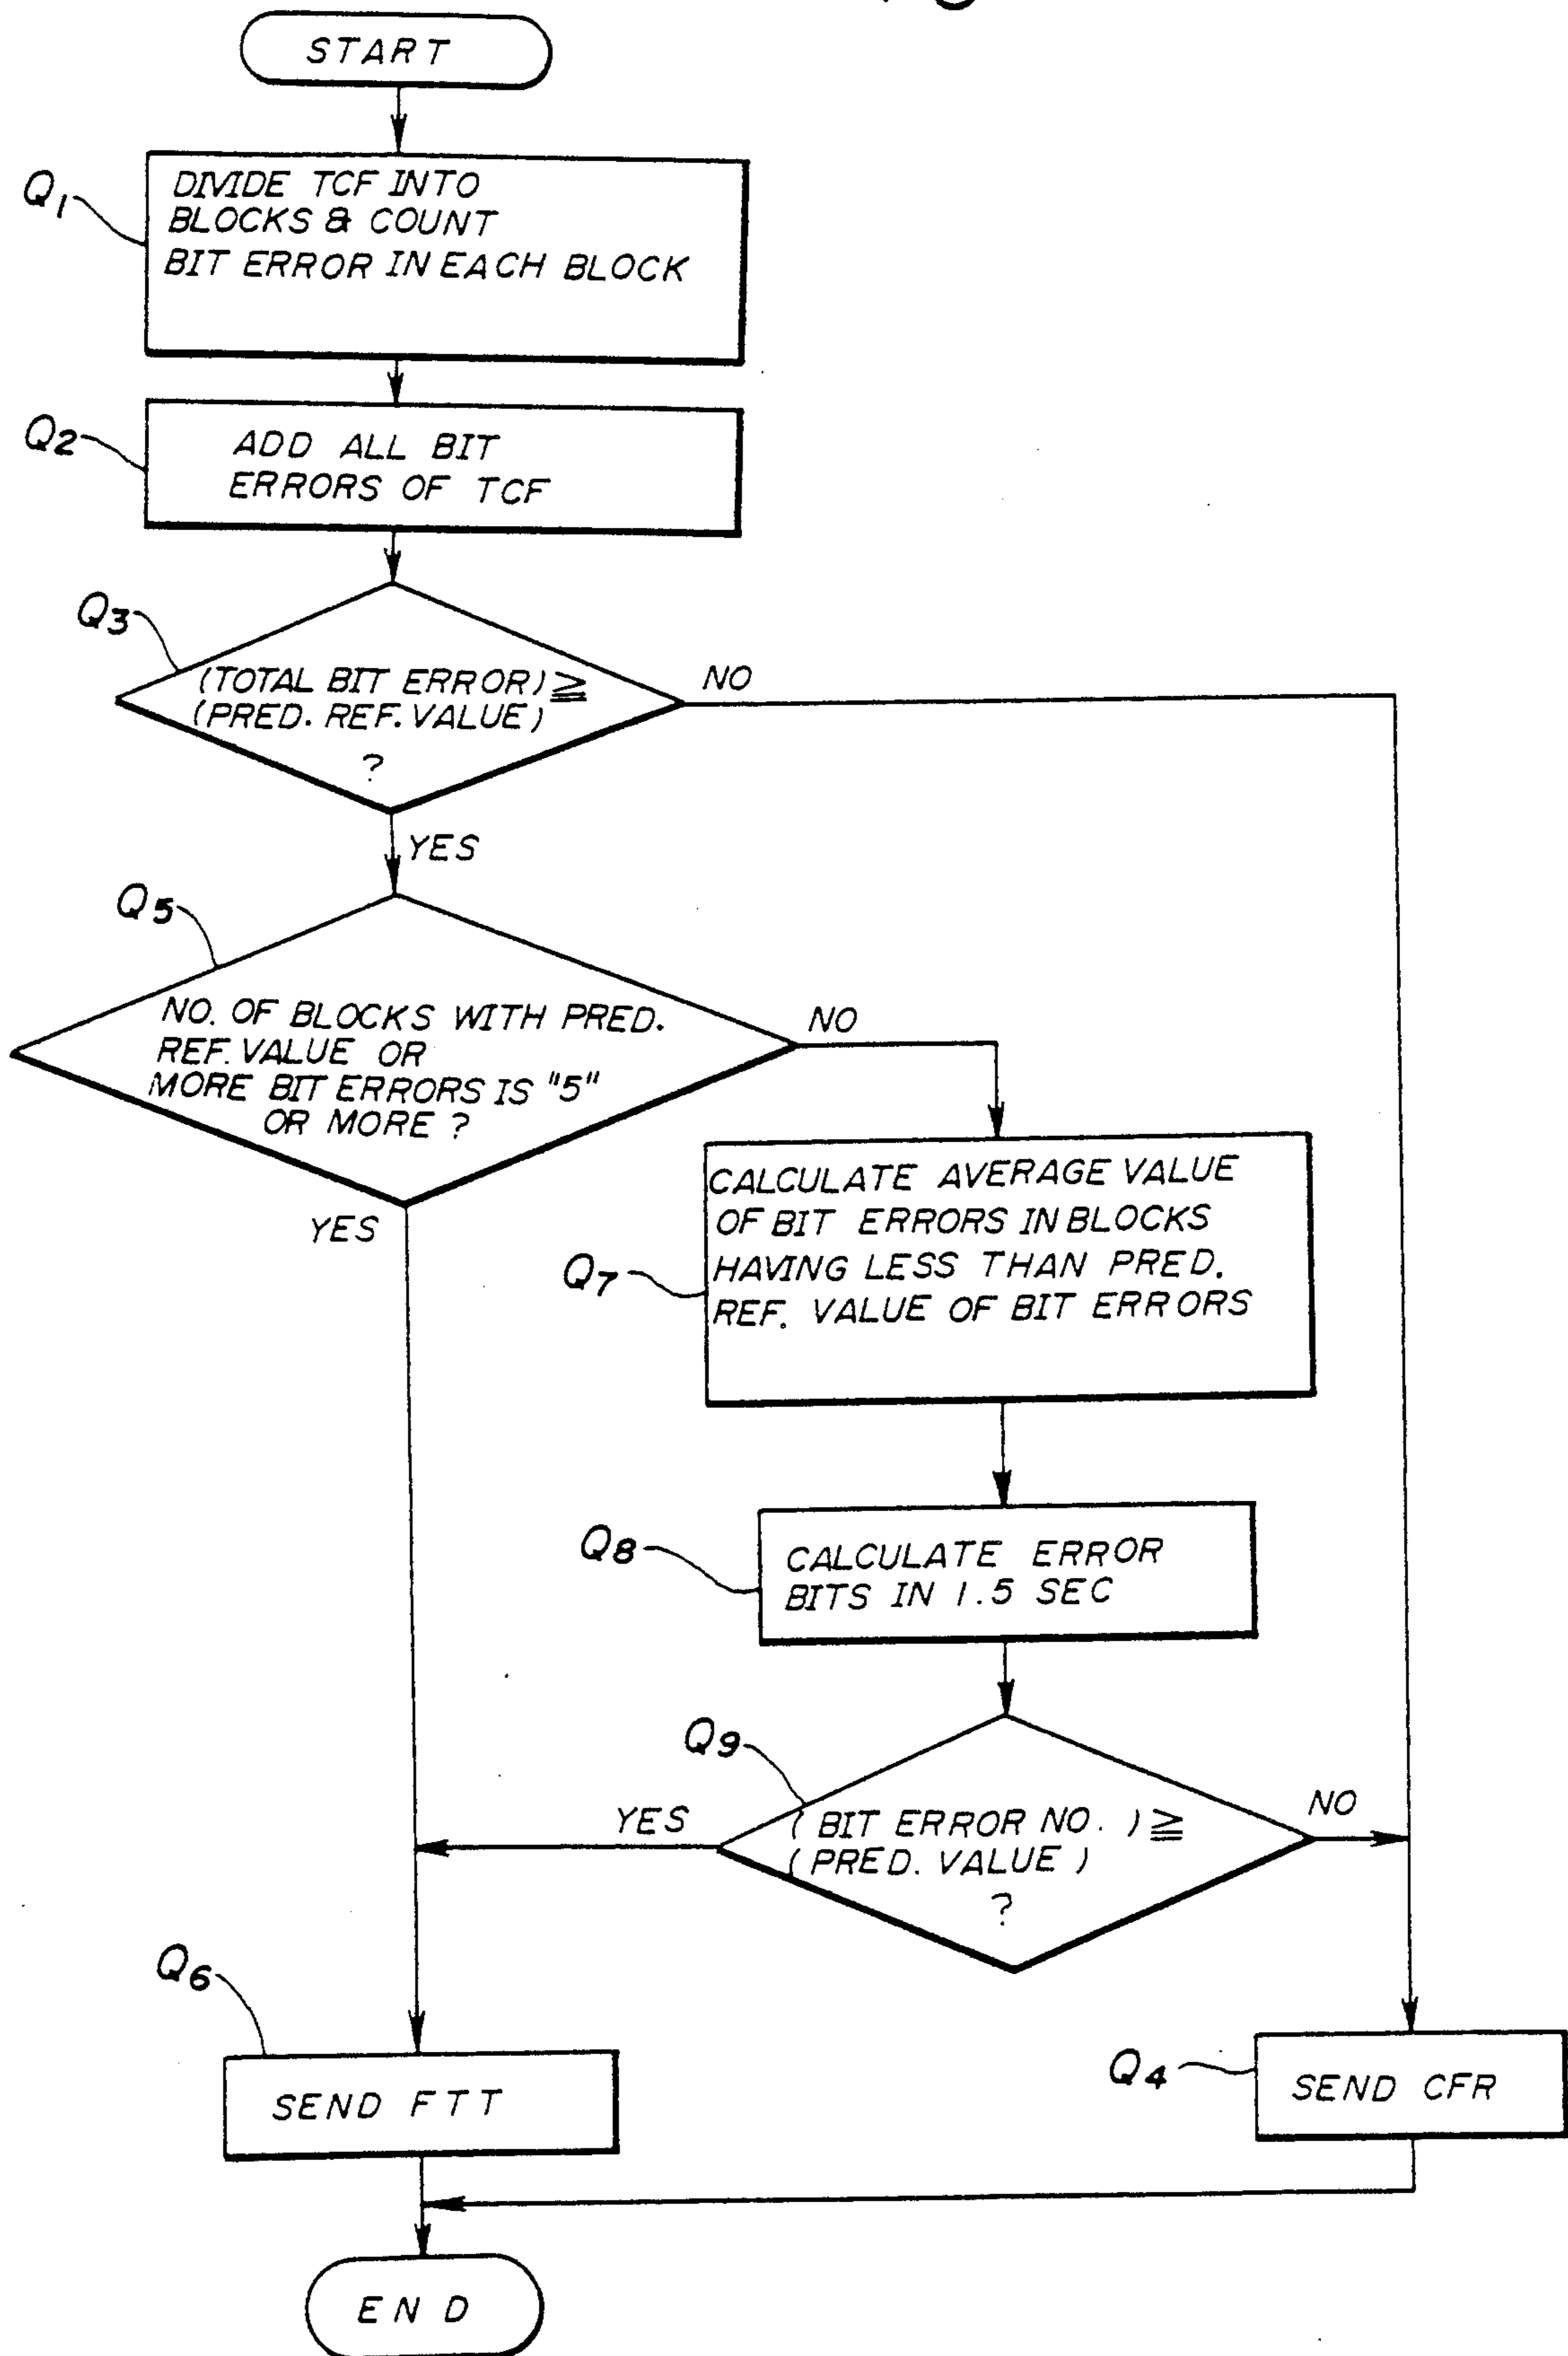 START
Q1
DIVIDE TCF INTO
BLOCKS & COUNT
BIT ERROR IN EACH BLOCK
Q2
ADD ALL BIT
ERRORS OF TCF
Q3
(TOTAL BIT ERROR) ≧
(PRED. REF. VALUE)
?
NO
YES
Q5
NO. OF BLOCKS WITH PRED.
REF. VALUE OR
MORE BIT ERRORS IS "5"
OR MORE ?
NO
YES
Q7
CALCULATE AVERAGE VALUE
OF BIT ERRORS IN BLOCKS
HAVING LESS THAN PRED.
REF. VALUE OF BIT ERRORS
Q8
CALCULATE ERROR
BITS IN 1.5 SEC
Q9
( BIT ERROR NO. ) ≧
( PRED. VALUE )
?
YES
NO
Q6
SEND FTT
Q4
SEND CFR
END